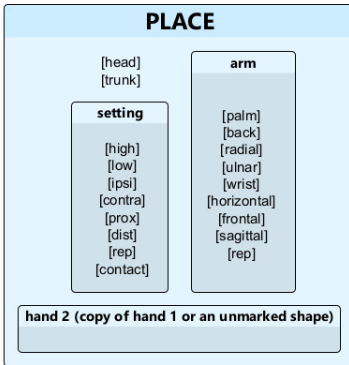 PLACE
[head]
[trunk]
setting
[high]
[low]
[ipsi]
[contra]
[prox]
[dist]
[rep]
[contact]
arm
[palm]
[back]
[radial]
[ulnar]
[wrist]
[horizontal]
[frontal]
[sagittal]
[rep]
hand 2 (copy of hand 1 or an unmarked shape)